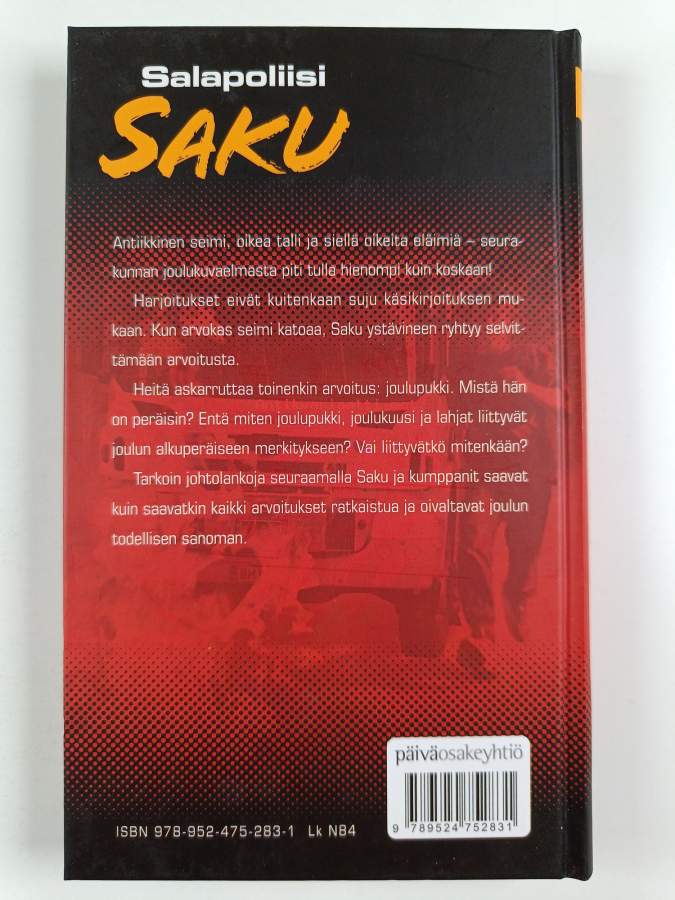 Salapoliisi
SAKU
Antiikkinen seimi, oikea talli ja siellä oikeita eläimiä – seura-
kunnan joulukuvaelmasta piti tulla hienompi kuin koskaan!
Harjoitukset eivät kuitenkaan suju käsikirjoituksen mu-
kaan. Kun arvokas seimi katoaa, Saku ystävineen ryhtyy selvit-
tämään arvoitusta.
Heitä askarruttaa toinenkin arvoitus: joulupukki. Mistä hän
on peräisin? Entä miten joulupukki, joulukuusi ja lahjat liittyvät
joulun alkuperäiseen merkitykseen? Vai liittyvätkö mitenkään?
Tarkoin johtolankoja seuraamalla Saku ja kumppanit saavat
kuin saavatkin kaikki arvoitukset ratkaistua ja oivaltavat joulun
todellisen sanoman.
päiväosakeyhtiö
9 789524 752831
ISBN 978-952-475-283-1 Lk N84